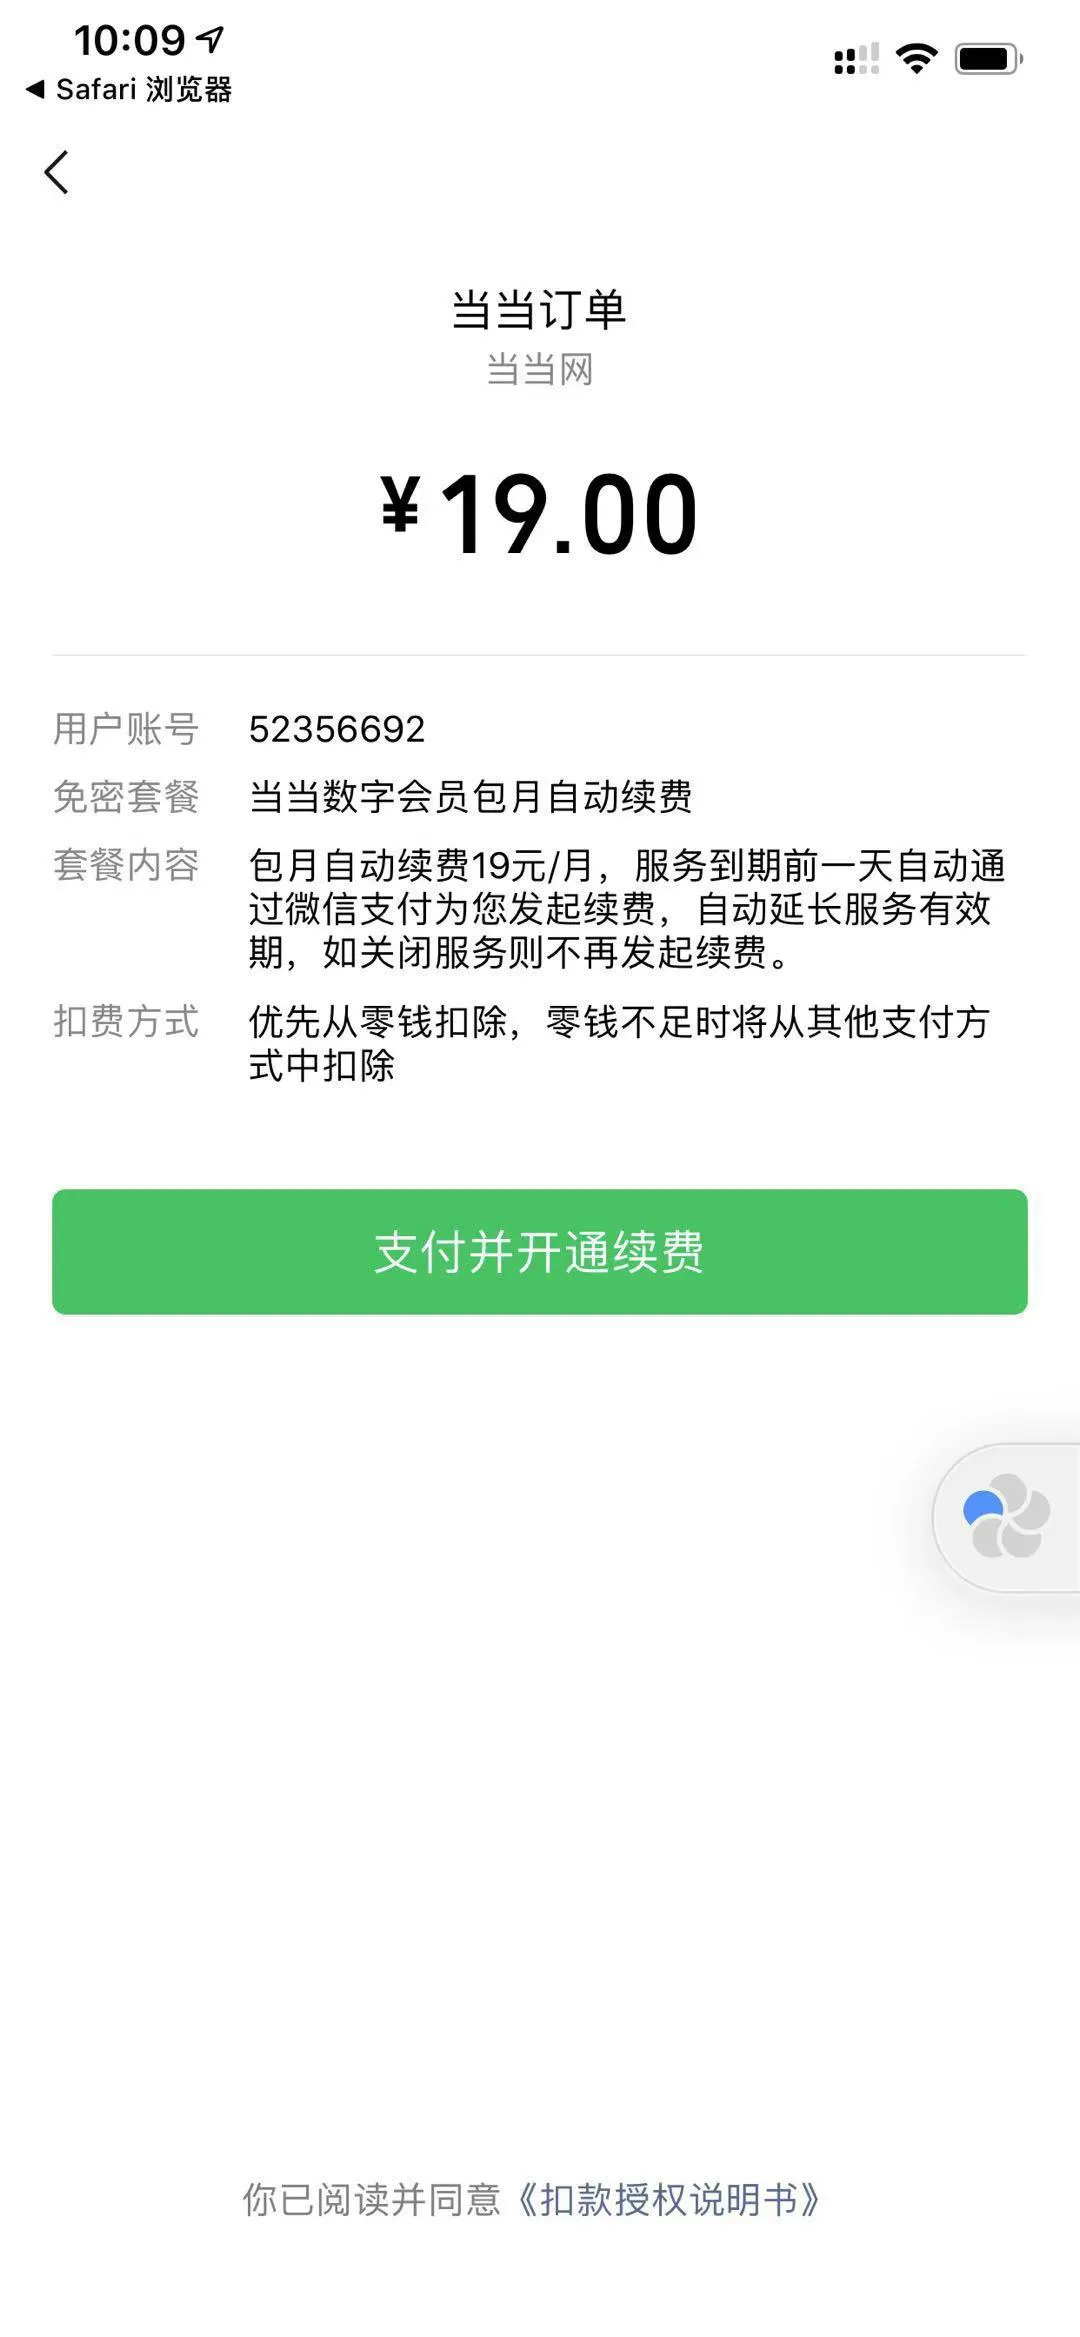 10:09
Safari 浏览器
当当订单
当当网
¥19.00
用户账号 52356692
免密套餐 当当数字会员包月自动续费
套餐内容 包月自动续费19元/月，服务到期前一天自动通
过微信支付为您发起续费，自动延长服务有效
期，如关闭服务则不再发起续费。
扣费方式 优先从零钱扣除，零钱不足时将从其他支付方
式中扣除
支付并开通续费
你已阅读并同意《扣款授权说明书》